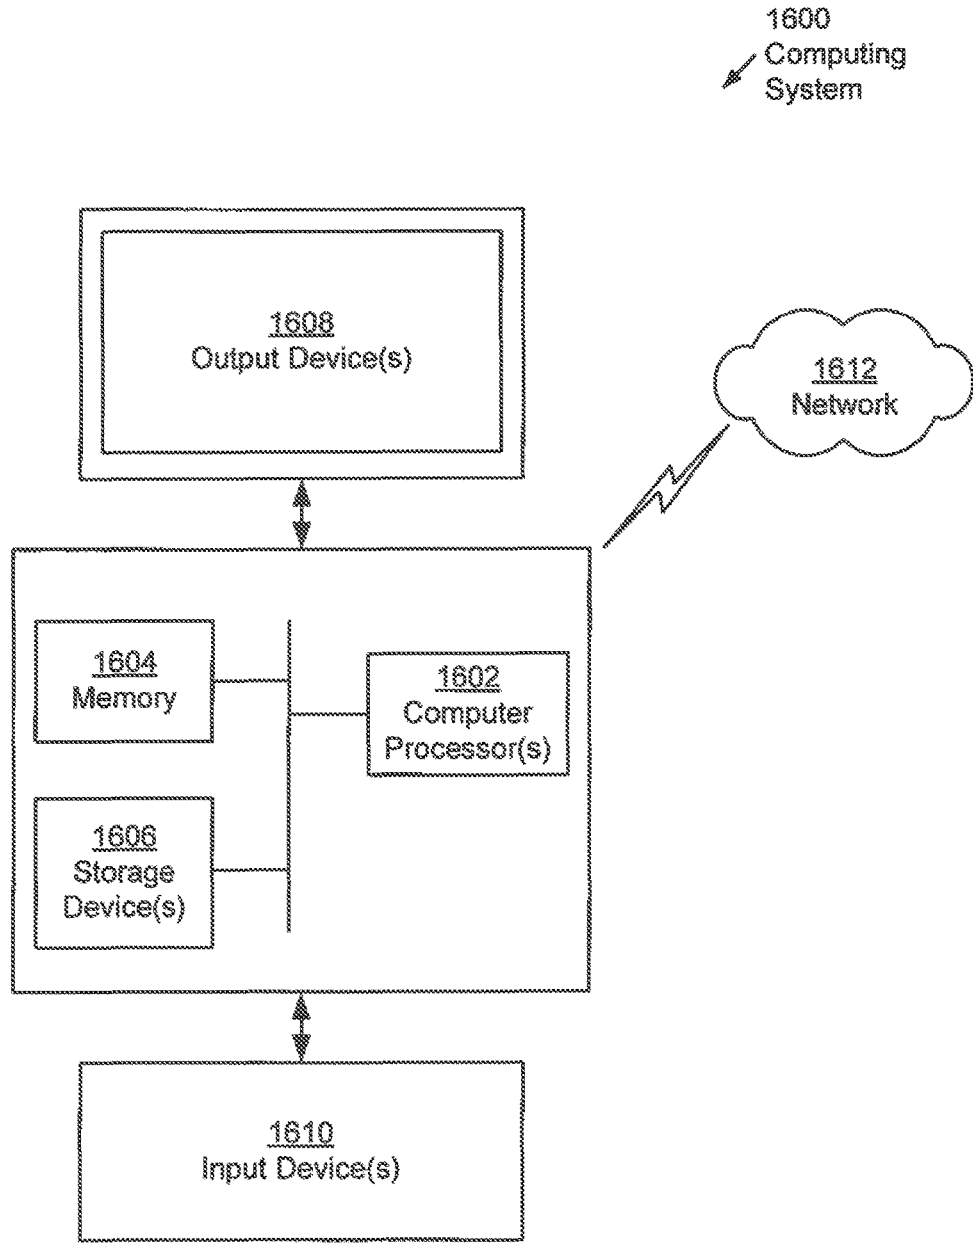 1600
Computing
System
1608
Output Device(s)
1612
Network
1604
Memory
1602
Computer
Processor(s)
1606
Storage
Device(s)
1610
Input Device(s)